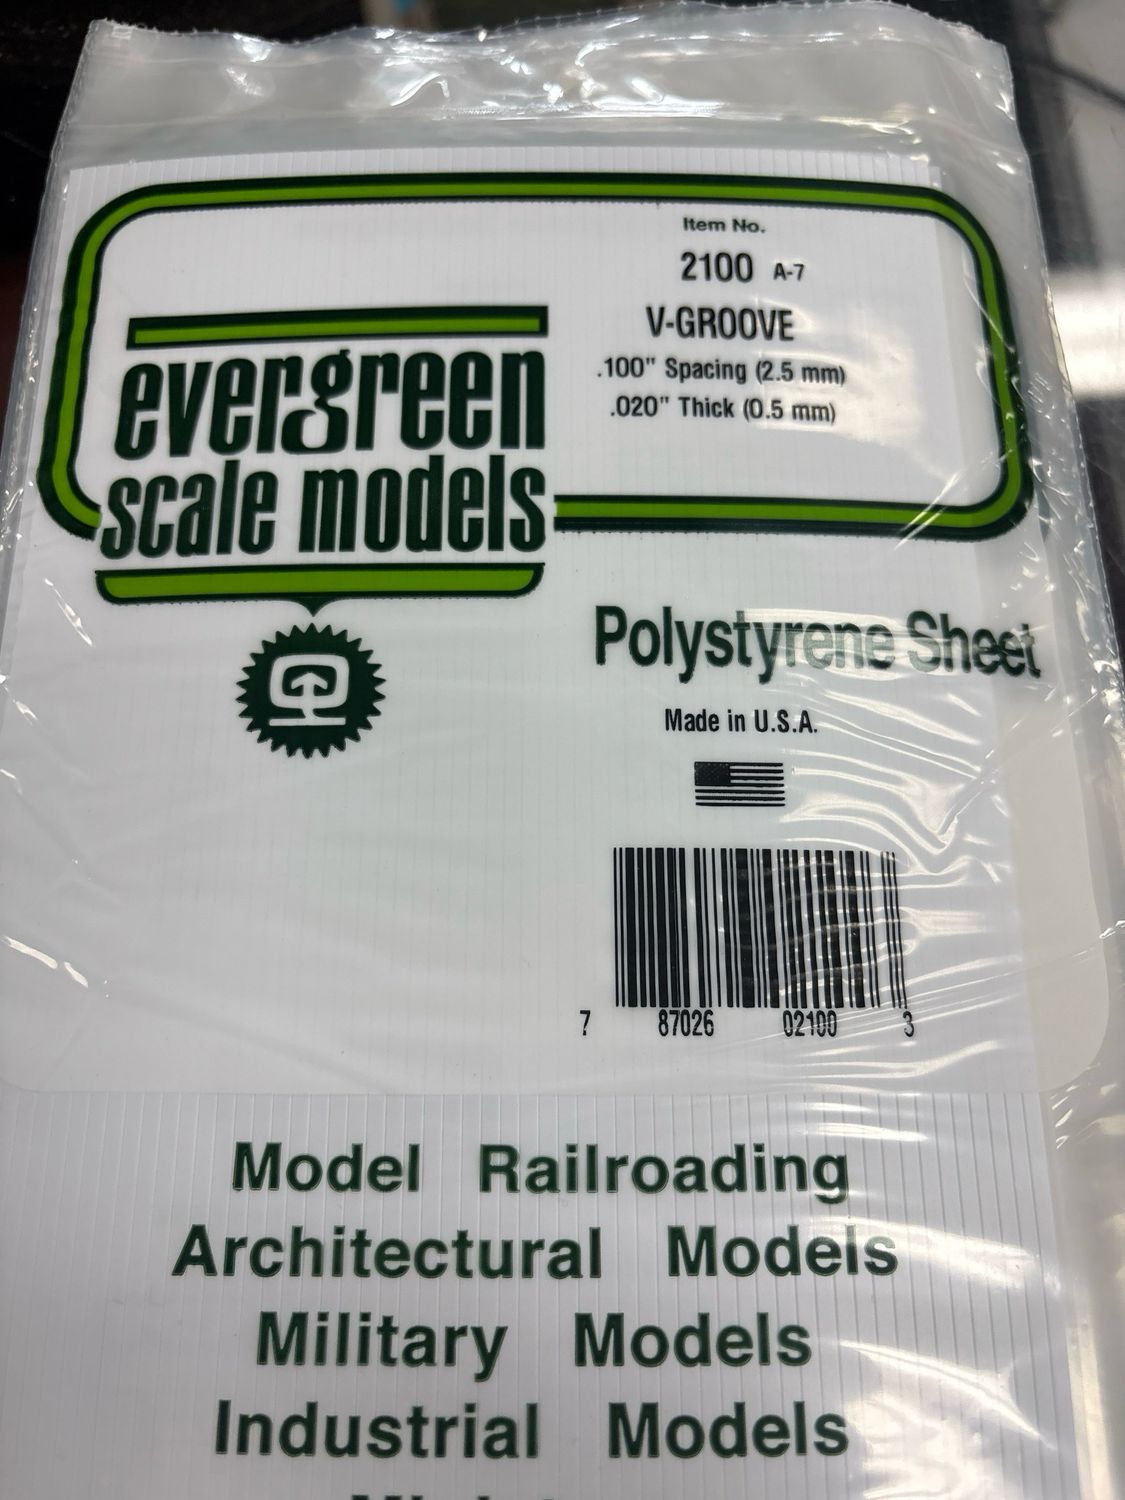 Item No.
2100 A-7
V-GROOVE
.100" Spacing (2.5 mm)
.020" Thick (0.5 mm)
evergreen
scale models
Polystyrene Sheet
Made in U.S.A.
7 87026 02100 3
Model Railroading
Architectural Models
Military Models
Industrial Models